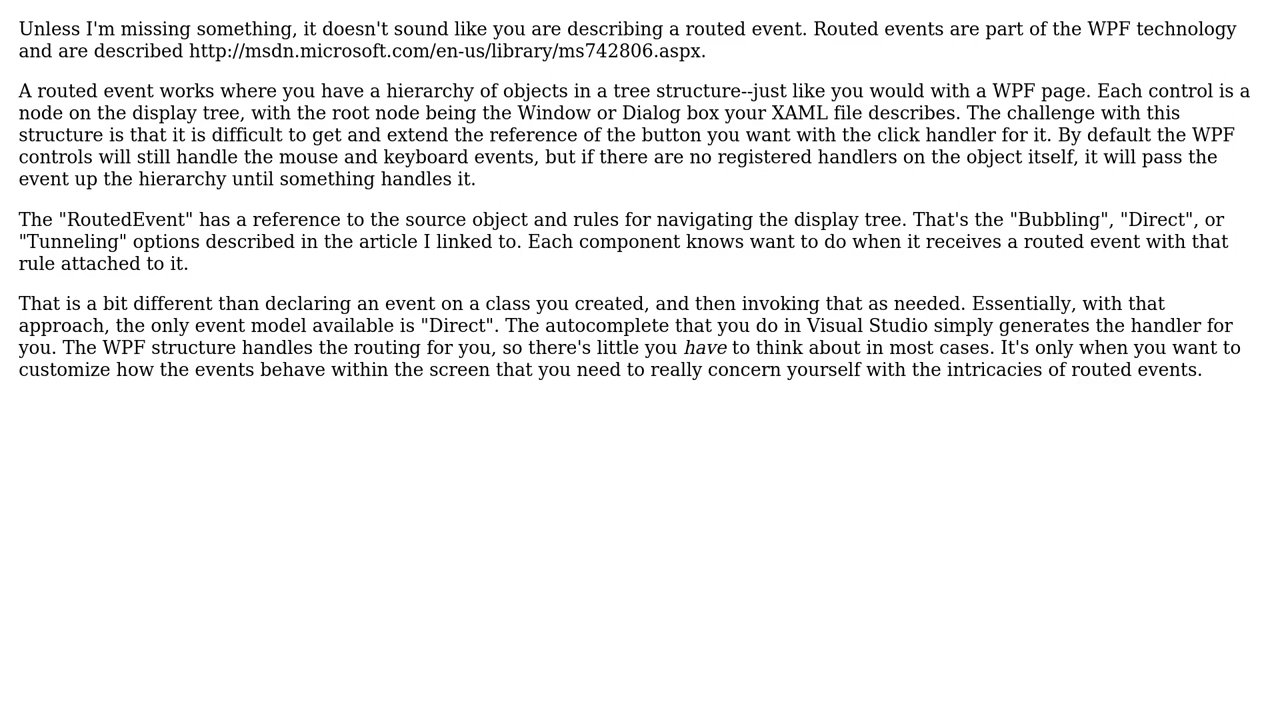 Unless I'm missing something, it doesn't sound like you are describing a routed event. Routed events are part of the WPF technology
and are described http://msdn.microsoft.com/en-us/library/ms742806.aspx.
A routed event works where you have a hierarchy of objects in a tree structure--just like you would with a WPF page. Each control is a
node on the display tree, with the root node being the Window or Dialog box your XAML file describes. The challenge with this
structure is that it is difficult to get and extend the reference of the button you want with the click handler for it. By default the WPF
controls will still handle the mouse and keyboard events, but if there are no registered handlers on the object itself, it will pass the
event up the hierarchy until something handles it.
The "RoutedEvent" has a reference to the source object and rules for navigating the display tree. That's the "Bubbling", "Direct", or
"Tunneling" options described in the article I linked to. Each component knows want to do when it receives a routed event with that
rule attached to it.
That is a bit different than declaring an event on a class you created, and then invoking that as needed. Essentially, with that
approach, the only event model available is "Direct". The autocomplete that you do in Visual Studio simply generates the handler for
you. The WPF structure handles the routing for you, so there's little you have to think about in most cases. It's only when you want to
customize how the events behave within the screen that you need to really concern yourself with the intricacies of routed events.